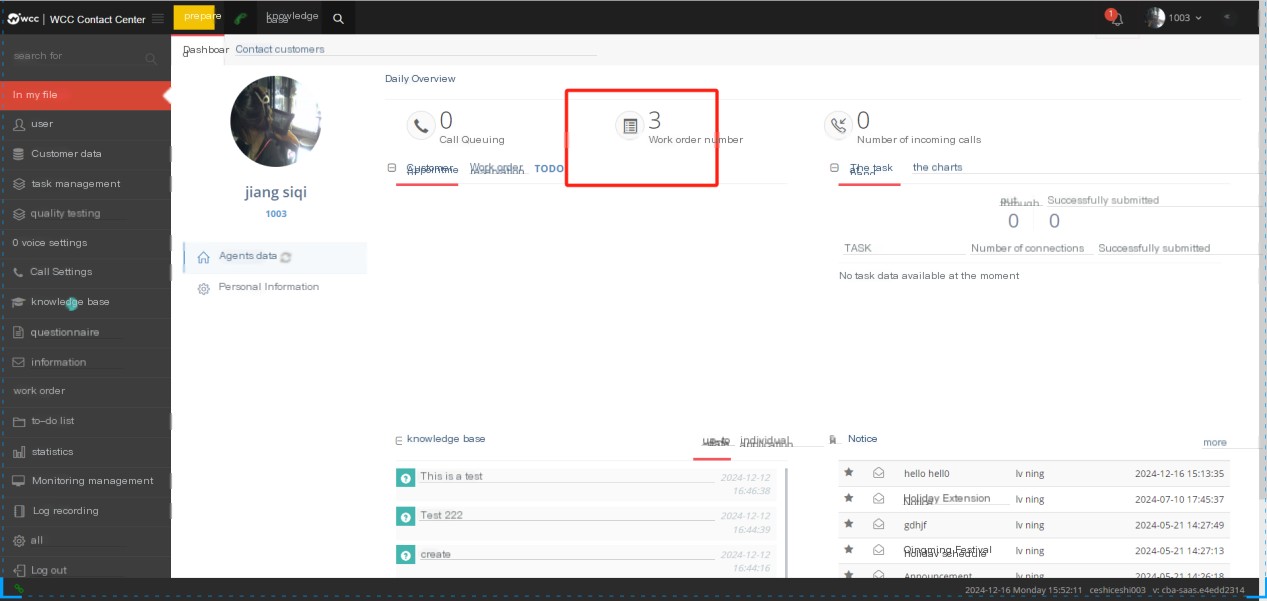 wcc | WCC Contact Center
prepare
knowledge base
1
1003
search for
In my file
user
Customer data
task management
quality testing
0 voice settings
Call Settings
knowledge base
questionnaire
information
work order
to-do list
statistics
Monitoring management
Log recording
all
Log out
Dashboard
Contact customers
jiang siqi
1003
Agents data
Personal Information
Daily Overview
0
Call Queuing
3
Work order number
0
Number of incoming calls
Customer
Work order reservation
TODO
The task
the charts
through
Successfully submitted
0 0
TASK Number of connections Successfully submitted
No task data available at the moment
knowledge base
individual application
This is a test 2024-12-12 16:46:38
Test 222 2024-12-12 16:44:39
create 2024-12-12 16:44:16
Notice
more
hello hell0 lv ning 2024-12-16 15:13:35
Holiday Extension Notice lv ning 2024-07-10 17:45:37
gdhjf lv ning 2024-05-21 14:27:49
Qingming Festival holiday schedule lv ning 2024-05-21 14:27:13
Announcement lv ning 2024-05-21 14:26:18
2024-12-16 Monday 15:52:11 ceshiceshi003 v: cba-saas.e4edd2314